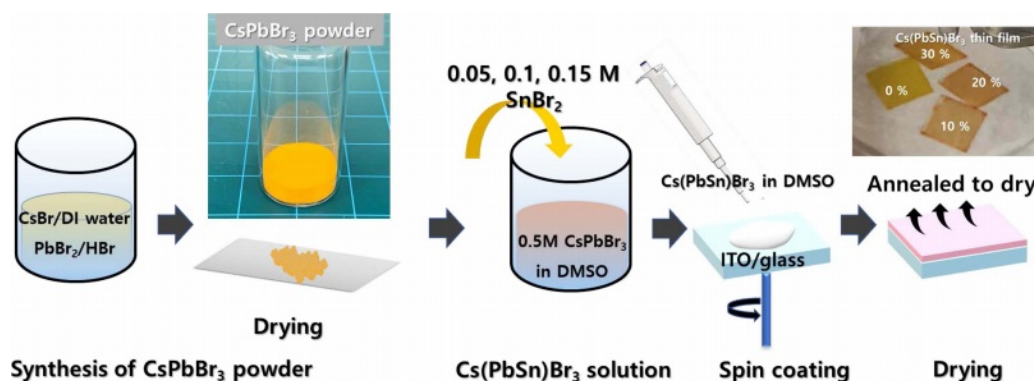 CsPbBr₃ powder
0.05, 0.1, 0.15 M
SnBr₂
Cs(PbSn)Br₃ thin film
30 %
0 %
20 %
10 %
CsBr/DI water
PbBr₂/HBr
0.5M CsPbBr₃
in DMSO
Cs(PbSn)Br₃ in DMSO
ITO/glass
Annealed to dry
Drying
Synthesis of CsPbBr₃ powder
Cs(PbSn)Br₃ solution
Spin coating
Drying